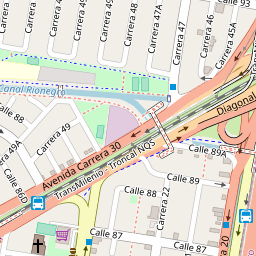 Calle 93
Carrera 48
Carrera 47A
Carrera 48
Carrera 47
Carrera 46
Carrera 45A
Canal Rionegro
Diagonal
Calle 88
Carrera 49
Carrera 49
Avenida Carrera 30
TransMilenio - Troncal NQS
Calle 89A
Calle 86D
Calle 89
Calle 88
Carrera 22
Calle 87
Calle 87
Carrera 20